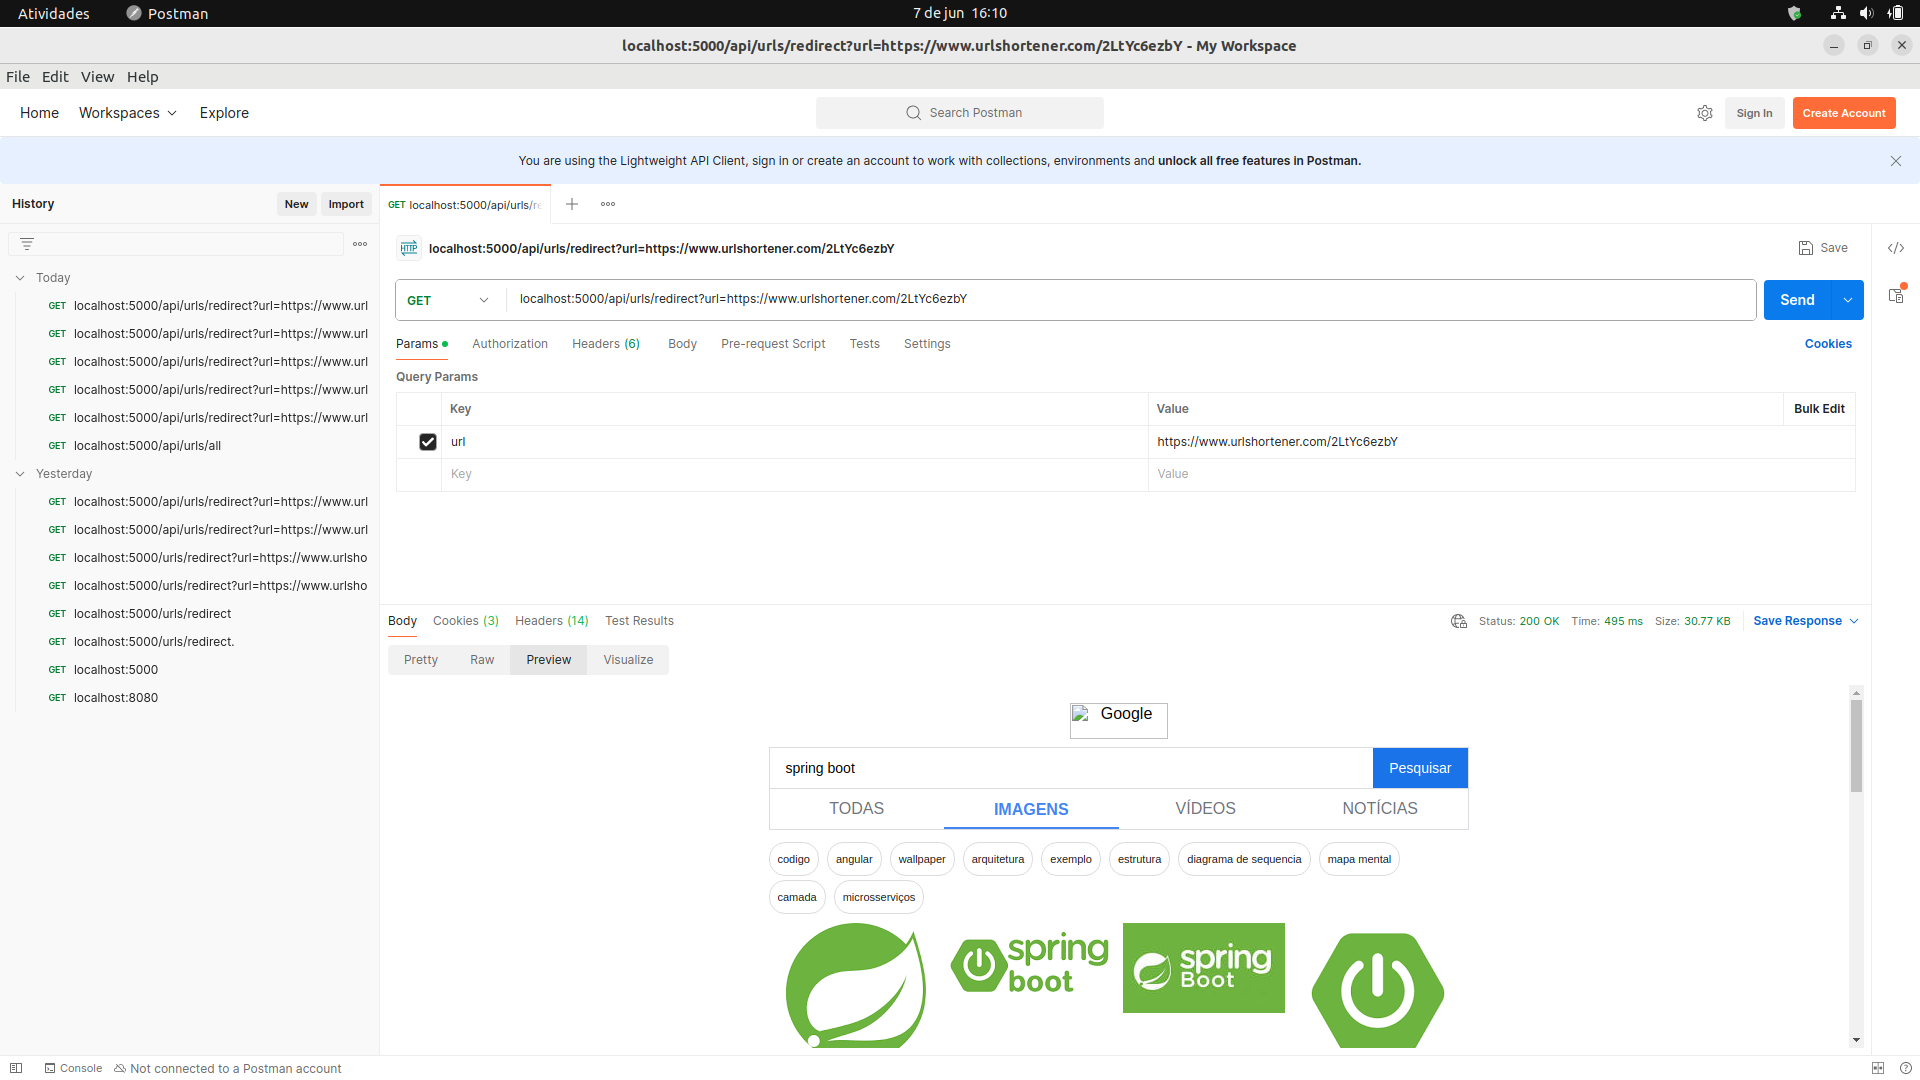 Atividades
Postman
7 de jun 16:10
localhost:5000/api/urls/redirect?url=https://www.urlshortener.com/2LtYc6ezbY - My Workspace
File Edit View Help
Home Workspaces Explore
Search Postman
Sign In
Create Account
You are using the Lightweight API Client, sign in or create an account to work with collections, environments and unlock all free features in Postman.
History
New
Import
Today
GET localhost:5000/api/urls/redirect?url=https://www.url
GET localhost:5000/api/urls/redirect?url=https://www.url
GET localhost:5000/api/urls/redirect?url=https://www.url
GET localhost:5000/api/urls/redirect?url=https://www.url
GET localhost:5000/api/urls/redirect?url=https://www.url
GET localhost:5000/api/urls/all
Yesterday
GET localhost:5000/api/urls/redirect?url=https://www.url
GET localhost:5000/api/urls/redirect?url=https://www.url
GET localhost:5000/urls/redirect?url=https://www.urlsho
GET localhost:5000/urls/redirect?url=https://www.urlsho
GET localhost:5000/urls/redirect
GET localhost:5000/urls/redirect.
GET localhost:5000
GET localhost:8080
GET localhost:5000/api/urls/re
HTTP localhost:5000/api/urls/redirect?url=https://www.urlshortener.com/2LtYc6ezbY
Save
GET localhost:5000/api/urls/redirect?url=https://www.urlshortener.com/2LtYc6ezbY
Send
Params Authorization Headers (6) Body Pre-request Script Tests Settings
Cookies
Query Params
Key Value Bulk Edit
url https://www.urlshortener.com/2LtYc6ezbY
Key Value
Body Cookies (3) Headers (14) Test Results
Status: 200 OK Time: 495 ms Size: 30.77 KB
Save Response
Pretty Raw Preview Visualize
Google
spring boot
Pesquisar
TODAS IMAGENS VÍDEOS NOTÍCIAS
codigo angular wallpaper arquitetura exemplo estrutura diagrama de sequencia mapa mental
camada microsserviços
spring
boot
spring
Boot
Console
Not connected to a Postman account